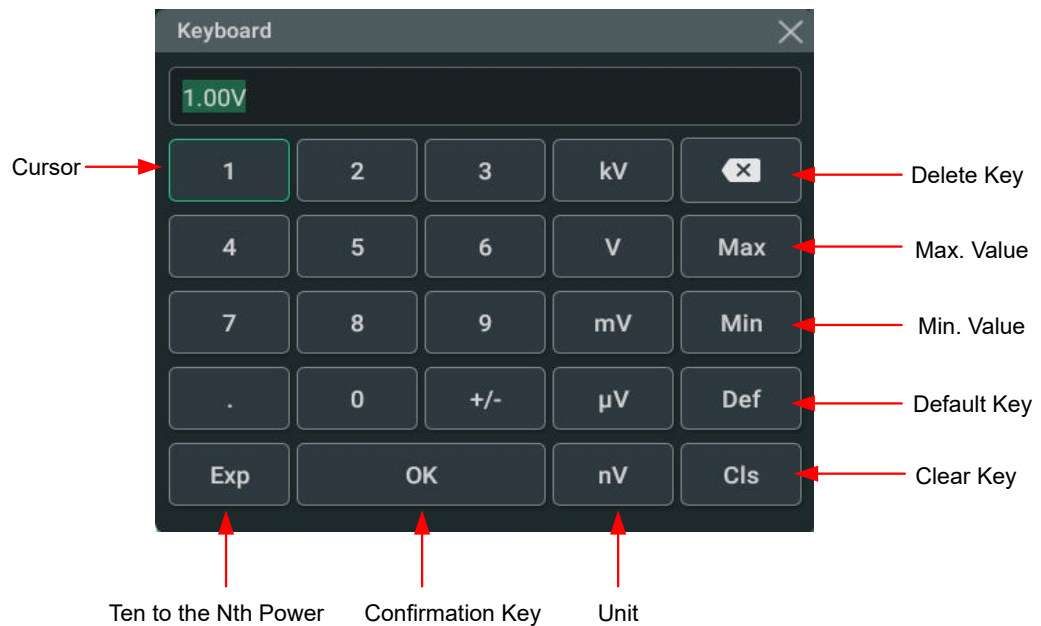 Keyboard
1.00V
Cursor 1 2 3 kV Delete Key
4 5 6 V Max Max. Value
7 8 9 mV Min Min. Value
. 0 +/- µV Def Default Key
Exp OK nV Cls Clear Key
Ten to the Nth Power Confirmation Key Unit